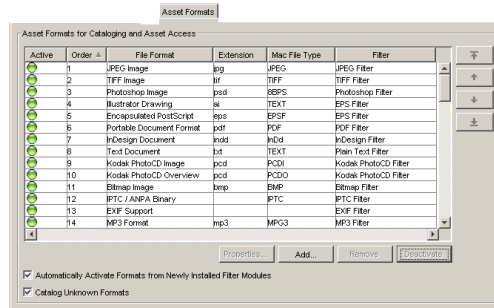 Asset Formats
Asset Formats for Cataloging and Asset Access
Active Order File Format Extension Mac File Type Filter
1 JPEG Image jpg JPEG JPEG Filter
2 TIFF Image tif TIFF TIFF Filter
3 Photoshop Image psd 8BPS Photoshop Filter
4 Illustrator Drawing ai TEXT EPS Filter
5 Encapsulated PostScript eps EPSF EPS Filter
6 Portable Document Format pdf PDF PDF Filter
7 InDesign Document indd InDd InDesign Filter
8 Text Document txt TEXT Plain Text Filter
9 Kodak PhotoCD Image pcd PCDI Kodak PhotoCD Filter
10 Kodak PhotoCD Overview pcd PCDO Kodak PhotoCD Filter
11 Bitmap Image bmp BMP Bitmap Filter
12 IPTC / ANPA Binary IPTC IPTC Filter
13 EXIF Support EXIF Filter
14 MP3 Format mp3 MPG3 MP3 Filter
Properties... Add... Remove Deactivate
Automatically Activate Formats from Newly Installed Filter Modules
Catalog Unknown Formats